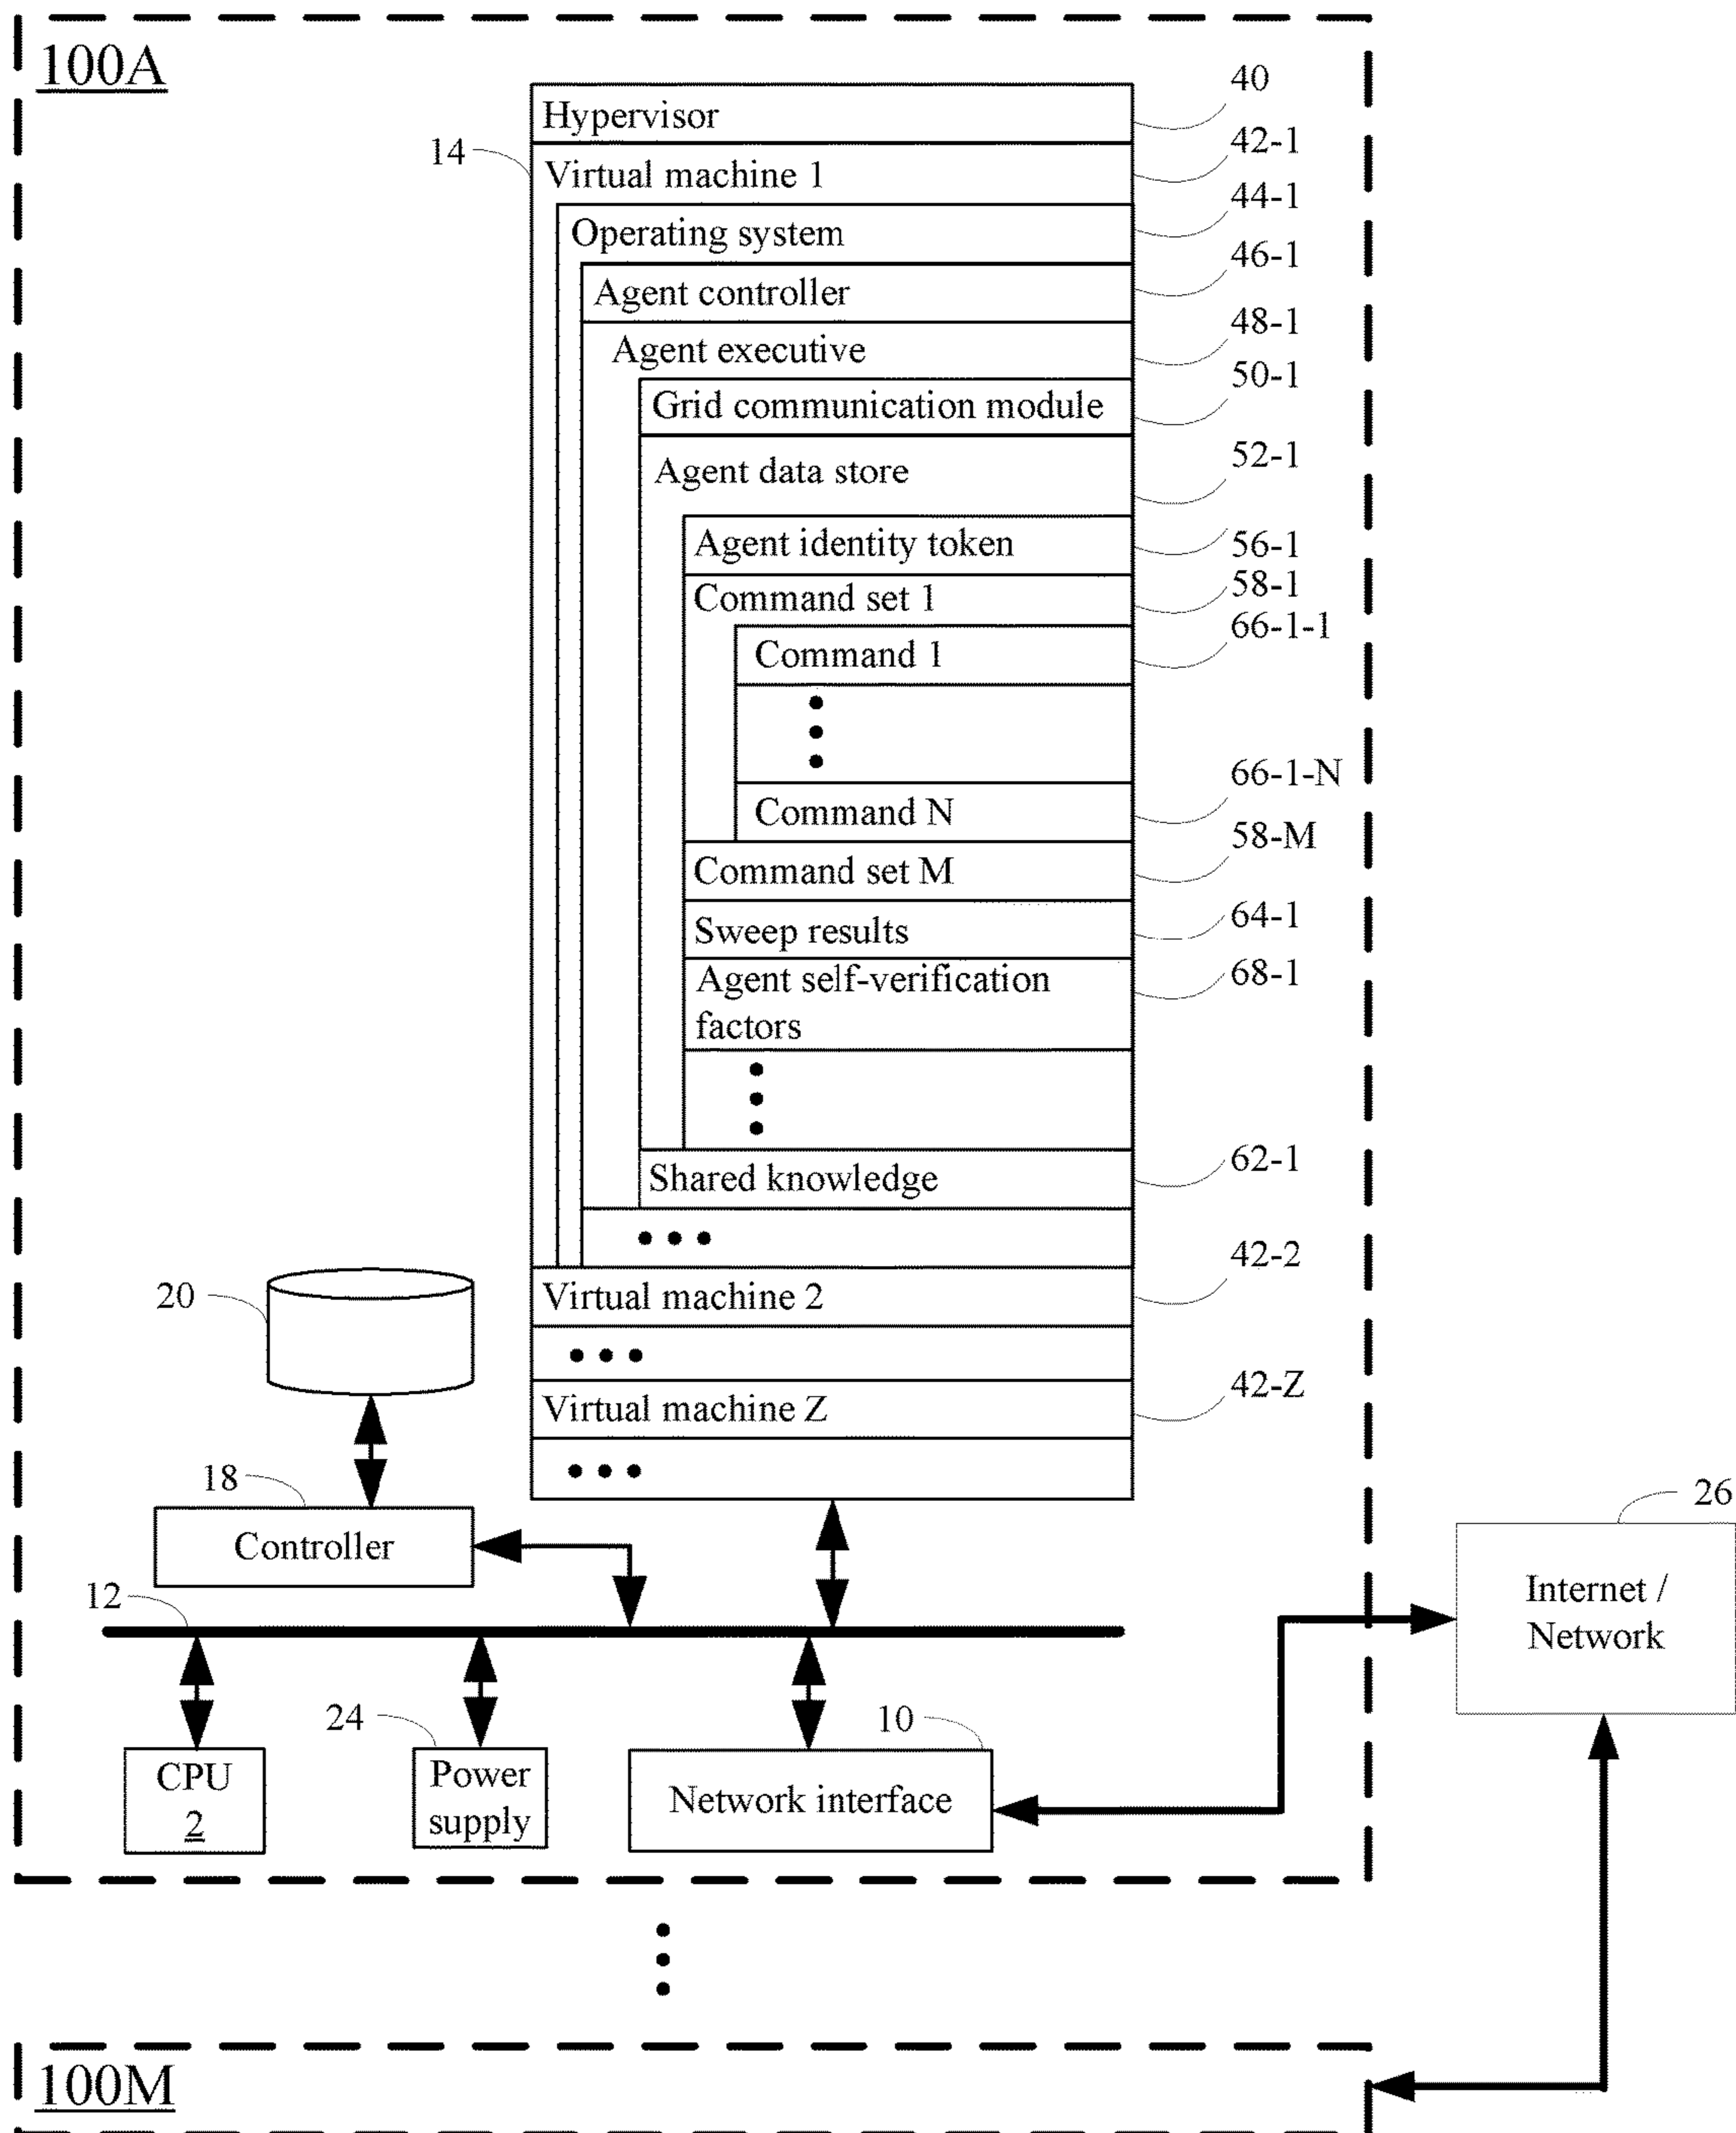 100A
Hypervisor
40
14
Virtual machine 1
42-1
Operating system
44-1
Agent controller
46-1
Agent executive
48-1
Grid communication module
50-1
Agent data store
52-1
Agent identity token
56-1
Command set 1
58-1
Command 1
66-1-1
Command N
66-1-N
Command set M
58-M
Sweep results
64-1
Agent self-verification
factors
68-1
Shared knowledge
62-1
Virtual machine 2
42-2
20
Virtual machine Z
42-Z
18
Controller
26
Internet /
Network
12
CPU
2
24
Power
supply
10
Network interface
100M